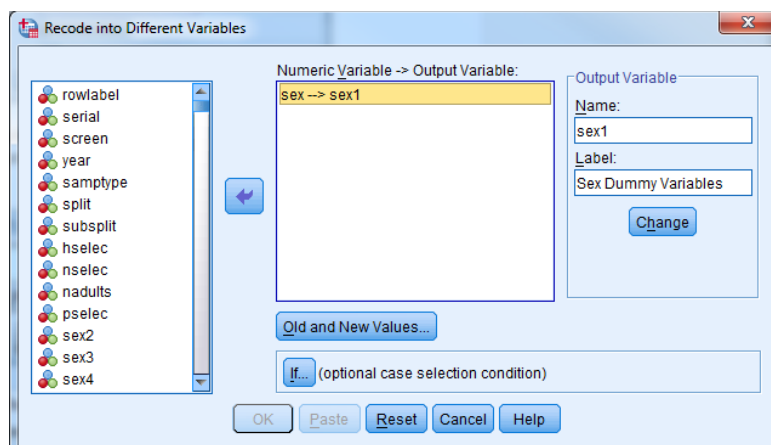 Recode into Different Variables
rowlabel
serial
screen
year
samptype
split
subsplit
hselec
nselec
nadults
pselec
sex2
sex3
sex4
Numeric Variable -> Output Variable:
sex --> sex1
Old and New Values...
If... (optional case selection condition)
Output Variable
Name:
sex1
Label:
Sex Dummy Variables
Change
OK Paste Reset Cancel Help